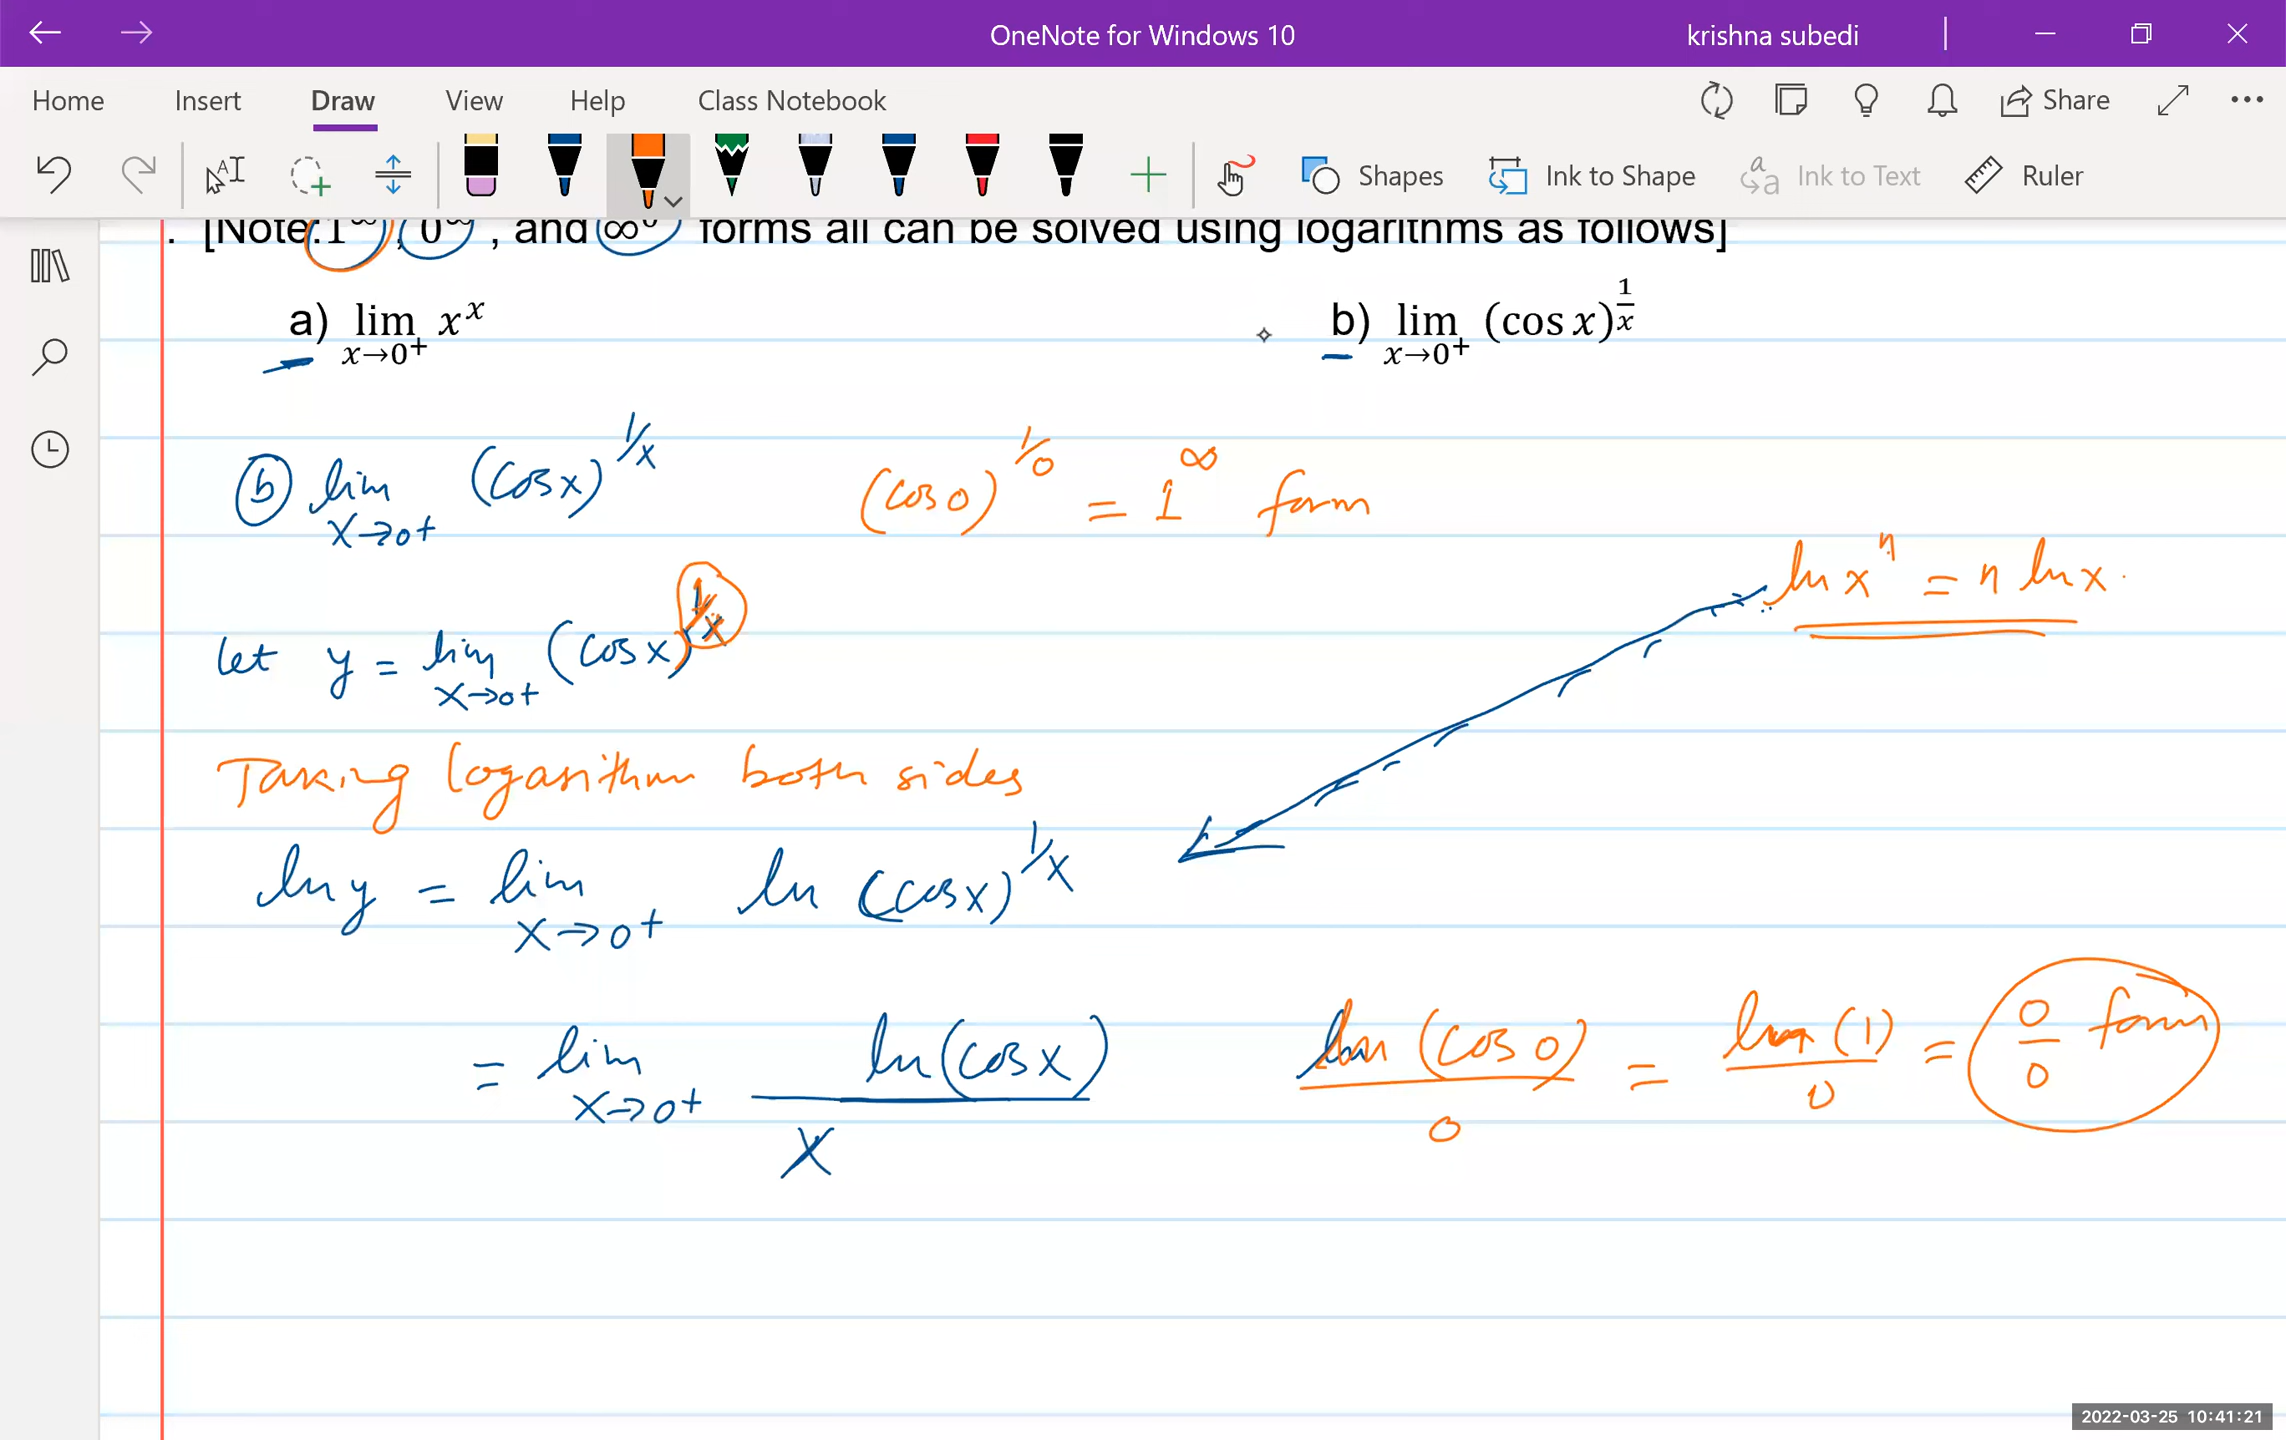 OneNote for Windows 10
krishna subedi
Home Insert Draw View Help Class Notebook Share
Shapes Ink to Shape Ink to Text Ruler
. [Note:1^∞, 0^∞, and ∞^0 forms all can be solved using logarithms as follows]
a) lim x→0⁺ x^x
b) lim x→0⁺ (cos x)^(1/x)
ⓑ lim x→0+ (cosx)^1/x
(cos 0)^1/0 = 1^∞ form
ln x^n = n ln x.
let y = lim x→0+ (cosx)^1/x
Taking logarithm both sides
ln y = lim x→0+ ln (cosx)^1/x
= lim x→0+ ln(cosx)/x
ln (cos 0)/0 = ln (1)/0 = 0/0 form
2022-03-25 10:41:21